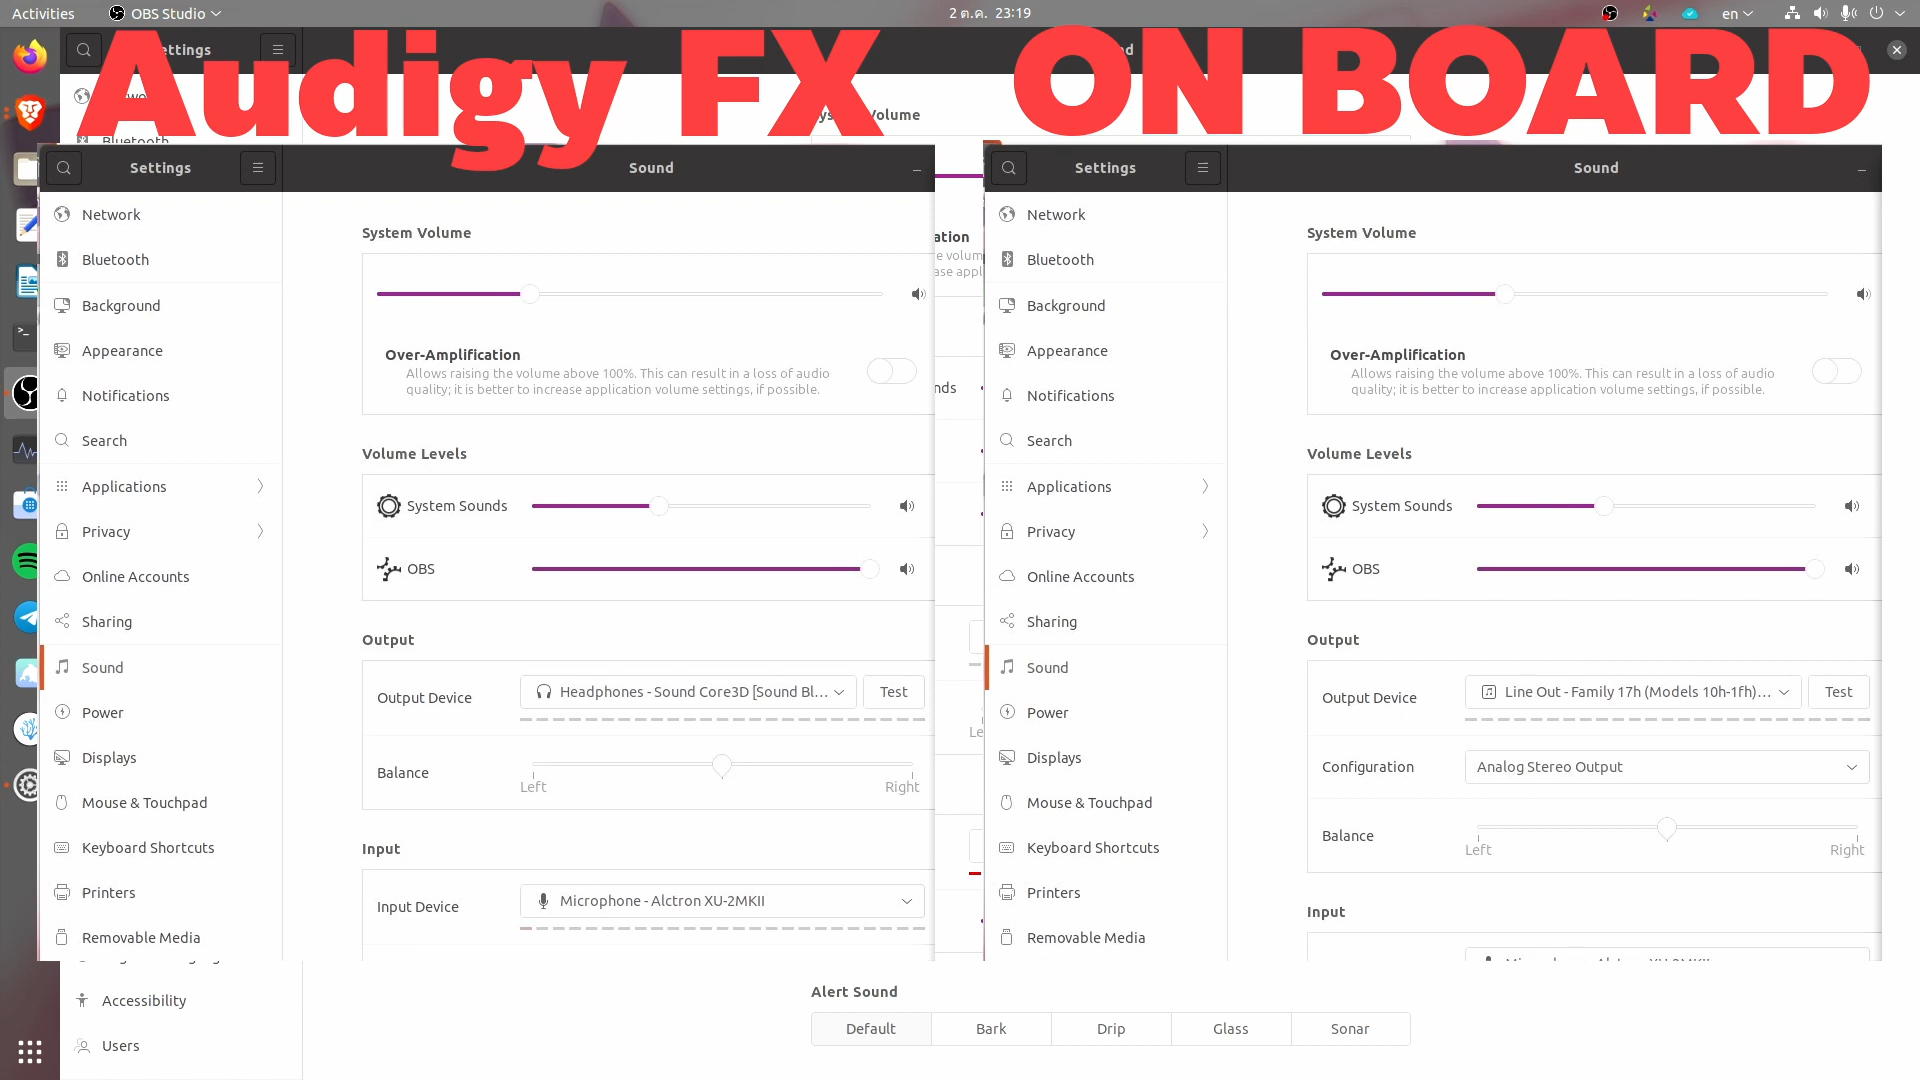 Activities
OBS Studio
2 ต.ค. 23:19
en
Audigy FX
ON BOARD
Settings
Sound
Network
Bluetooth
Background
Appearance
Notifications
Search
Applications
Privacy
Online Accounts
Sharing
Sound
Power
Displays
Mouse & Touchpad
Keyboard Shortcuts
Printers
Removable Media
System Volume
Over-Amplification
Allows raising the volume above 100%. This can result in a loss of audio
quality; it is better to increase application volume settings, if possible.
Volume Levels
System Sounds
OBS
Output
Output Device
Headphones - Sound Core3D [Sound Bl...
Test
Balance
Left
Right
Input
Input Device
Microphone - Alctron XU-2MKII
Settings
Sound
Network
Bluetooth
Background
Appearance
Notifications
Search
Applications
Privacy
Online Accounts
Sharing
Sound
Power
Displays
Mouse & Touchpad
Keyboard Shortcuts
Printers
Removable Media
System Volume
Over-Amplification
Allows raising the volume above 100%. This can result in a loss of audio
quality; it is better to increase application volume settings, if possible.
Volume Levels
System Sounds
OBS
Output
Output Device
Line Out - Family 17h (Models 10h-1fh)...
Test
Configuration
Analog Stereo Output
Balance
Left
Right
Input
Accessibility
Users
Alert Sound
Default
Bark
Drip
Glass
Sonar